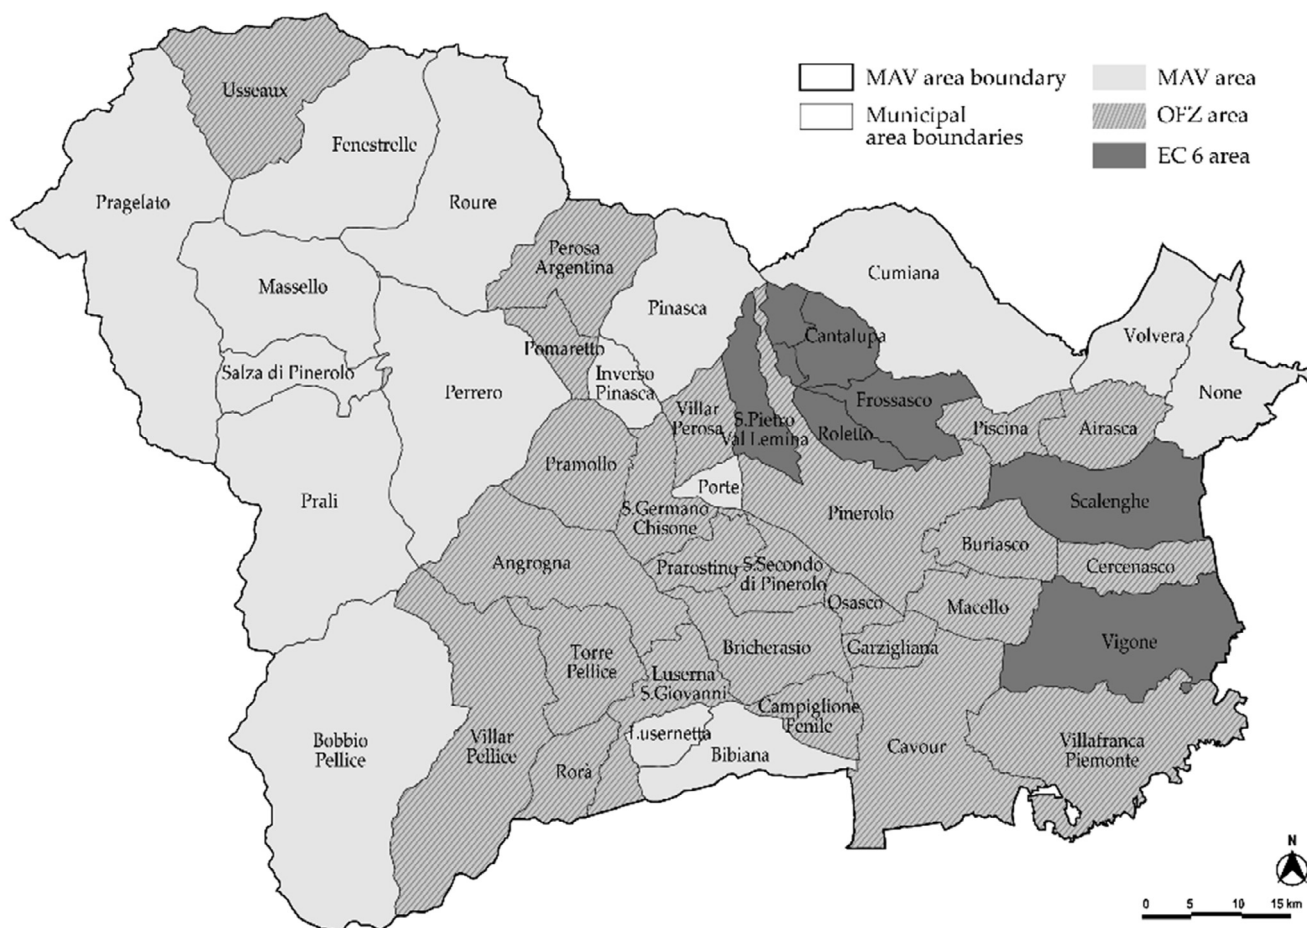 MAV area boundary
Municipal
area boundaries
MAV area
OFZ area
EC 6 area
Usseaux
Fenestrelle
Pragelato
Roure
Perosa
Argentina
Massello
Pinasca
Cumiana
Cantalupa
Volvera
Pomaretto
Salza di Pinerolo
Inverso
Pinasca
Perrero
None
Frossasco
Villar
Perosa
S.Pietro
Val Lemina
Roletto
Piscina
Airasca
Pramollo
Porte
Prali
Scalenghe
S.Germano
Chisone
Pinerolo
Buriasco
Angrogna
Prarostino
S.Secondo
di Pinerolo
Cercenasco
Osasco
Macello
Torre
Pellice
Bricherasio
Garzigliana
Vigone
Luserna
S.Giovanni
Campiglione
Fenile
Bobbio
Pellice
Villar
Pellice
Lusernetta
Bibiana
Cavour
Villafranca
Piemonte
Rorà
N
0 5 10 15 km